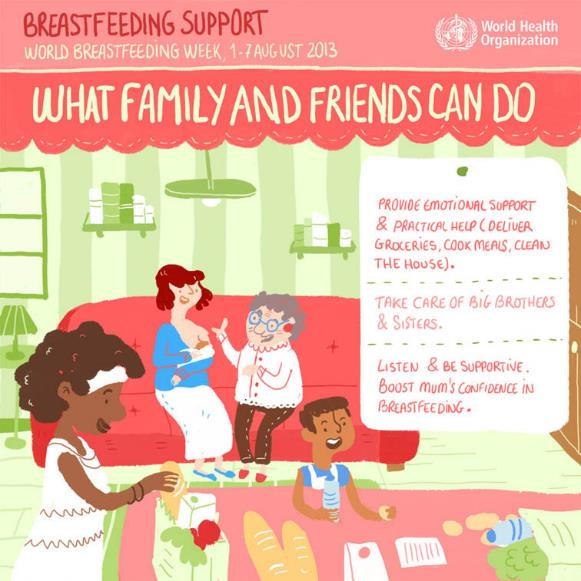 BREASTFEEDING SUPPORT
WORLD BREASTFEEDING WEEK, 1-7 AUGUST 2013
World Health
Organization
WHAT FAMILY AND FRIENDS CAN DO
PROVIDE EMOTIONAL SUPPORT
& PRACTICAL HELP (DELIVER
GROCERIES, COOK MEALS, CLEAN
THE HOUSE).
TAKE CARE OF BIG BROTHERS
& SISTERS.
LISTEN & BE SUPPORTIVE.
BOOST MUM'S CONFIDENCE IN
BREASTFEEDING.